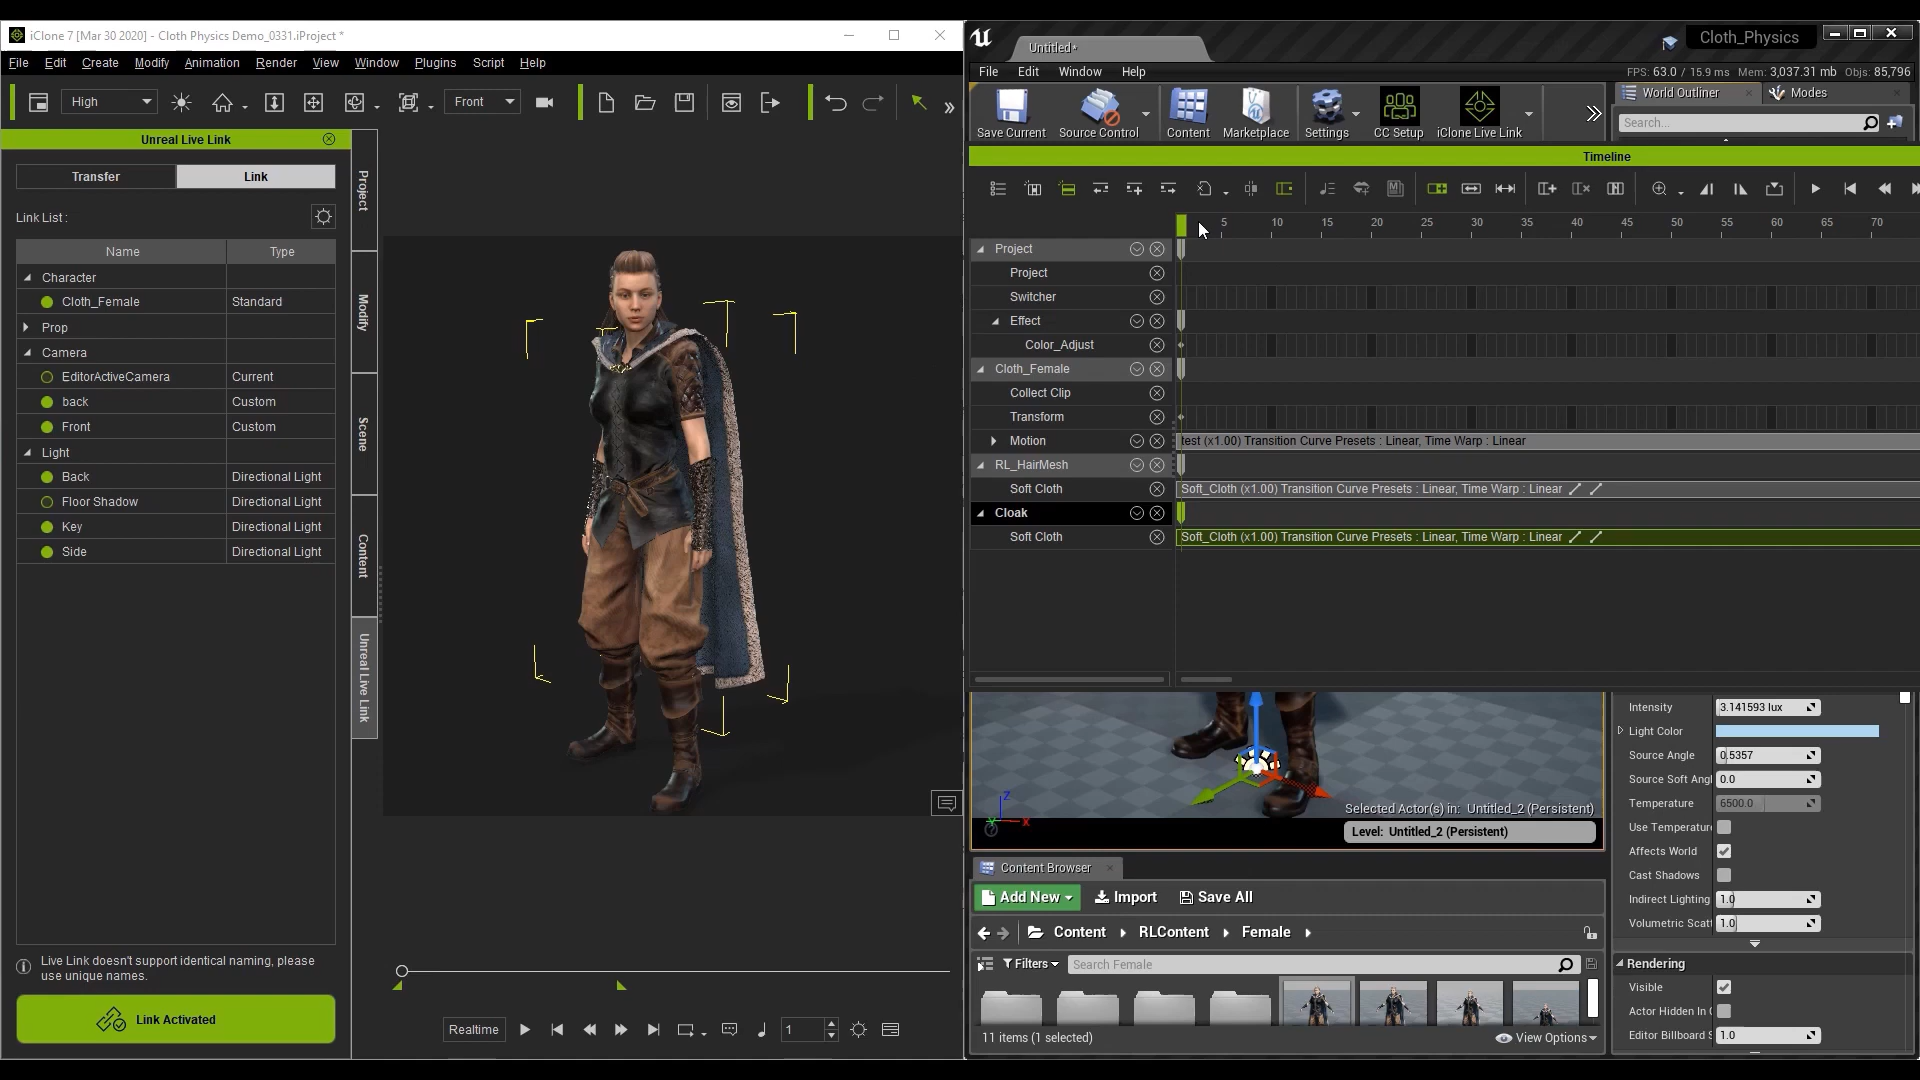 iClone 7 [Mar 30 2020] - Cloth Physics Demo_0331.iProject *
File Edit Create Modify Animation Render View Window Plugins Script Help
High
Front
Unreal Live Link
Transfer Link
Link List :
Name Type
Character
Cloth_Female Standard
Prop
Camera
EditorActiveCamera Current
back Custom
Front Custom
Light
Back Directional Light
Floor Shadow Directional Light
Key Directional Light
Side Directional Light
Live Link doesn't support identical naming, please
use unique names.
Link Activated
Project
Modify
Scene
Content
Unreal Live Link
Realtime
1
Untitled*
Cloth_Physics
File Edit Window Help
FPS: 63.0 / 15.9 ms Mem: 3,037.31 mb Objs: 85,796
Save Current Source Control Content Marketplace Settings CC Setup iClone Live Link
World Outliner
Modes
Search...
Timeline
5 10 15 20 25 30 35 40 45 50 55 60 65 70
Project
Project
Switcher
Effect
Color_Adjust
Cloth_Female
Collect Clip
Transform
Motion test (x1.00) Transition Curve Presets : Linear, Time Warp : Linear
RL_HairMesh
Soft Cloth Soft_Cloth (x1.00) Transition Curve Presets : Linear, Time Warp : Linear
Cloak
Soft Cloth Soft_Cloth (x1.00) Transition Curve Presets : Linear, Time Warp : Linear
Z
X
Selected Actor(s) in: Untitled_2 (Persistent)
Level: Untitled_2 (Persistent)
Content Browser
Add New Import Save All
Content RLContent Female
Filters Search Female
11 items (1 selected)
View Options
Intensity 3.141593 lux
Light Color
Source Angle 0.5357
Source Soft Angl 0.0
Temperature 6500.0
Use Temperatur
Affects World
Cast Shadows
Indirect Lighting 1.0
Volumetric Scatt 1.0
Rendering
Visible
Actor Hidden In
Editor Billboard S 1.0